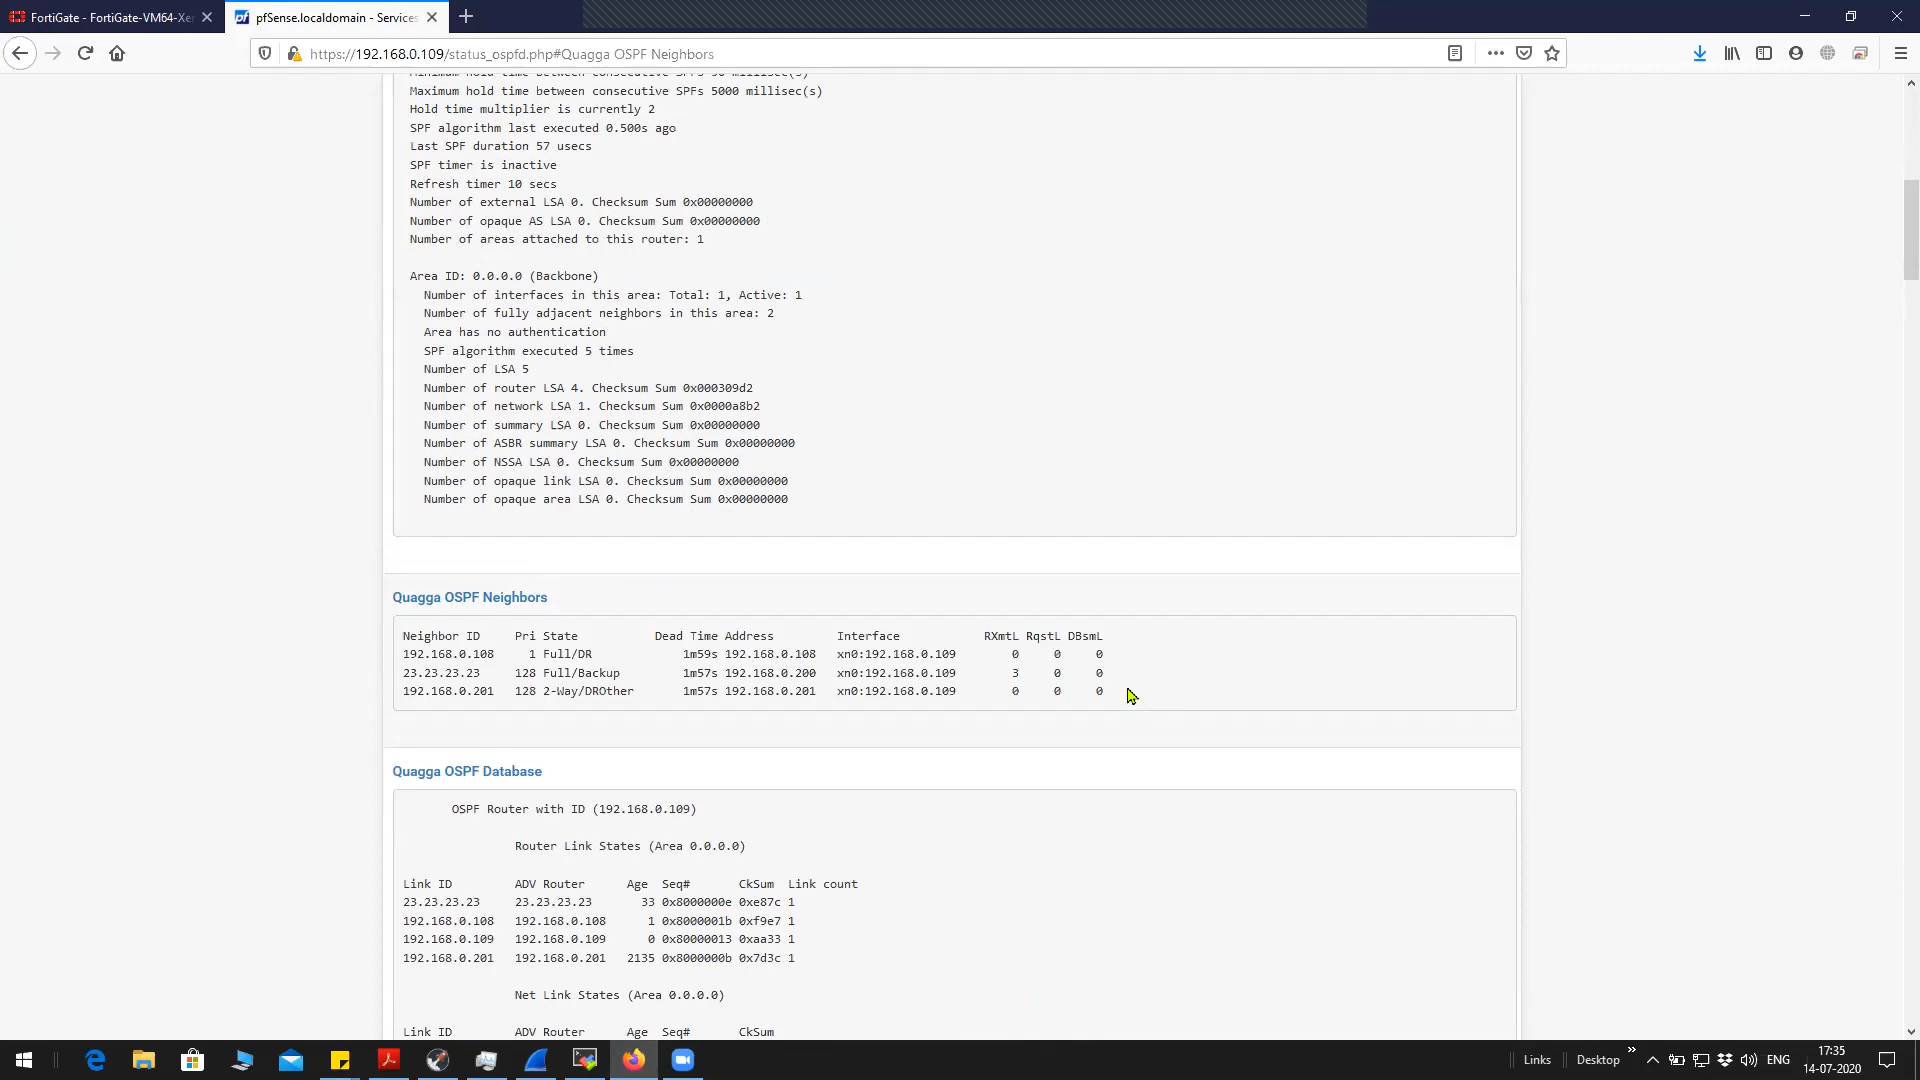 FortiGate - FortiGate-VM64-Xen
pfSense.localdomain - Services
https://192.168.0.109/status_ospfd.php#Quagga OSPF Neighbors
Minimum hold time between consecutive SPFs 50 millisec(s)
Maximum hold time between consecutive SPFs 5000 millisec(s)
Hold time multiplier is currently 2
SPF algorithm last executed 0.500s ago
Last SPF duration 57 usecs
SPF timer is inactive
Refresh timer 10 secs
Number of external LSA 0. Checksum Sum 0x00000000
Number of opaque AS LSA 0. Checksum Sum 0x00000000
Number of areas attached to this router: 1
Area ID: 0.0.0.0 (Backbone)
Number of interfaces in this area: Total: 1, Active: 1
Number of fully adjacent neighbors in this area: 2
Area has no authentication
SPF algorithm executed 5 times
Number of LSA 5
Number of router LSA 4. Checksum Sum 0x000309d2
Number of network LSA 1. Checksum Sum 0x0000a8b2
Number of summary LSA 0. Checksum Sum 0x00000000
Number of ASBR summary LSA 0. Checksum Sum 0x00000000
Number of NSSA LSA 0. Checksum Sum 0x00000000
Number of opaque link LSA 0. Checksum Sum 0x00000000
Number of opaque area LSA 0. Checksum Sum 0x00000000
Quagga OSPF Neighbors
Neighbor ID Pri State Dead Time Address Interface RXmtL RqstL DBsmL
192.168.0.108 1 Full/DR 1m59s 192.168.0.108 xn0:192.168.0.109 0 0 0
23.23.23.23 128 Full/Backup 1m57s 192.168.0.200 xn0:192.168.0.109 3 0 0
192.168.0.201 128 2-Way/DROther 1m57s 192.168.0.201 xn0:192.168.0.109 0 0 0
Quagga OSPF Database
OSPF Router with ID (192.168.0.109)
Router Link States (Area 0.0.0.0)
Link ID ADV Router Age Seq# CkSum Link count
23.23.23.23 23.23.23.23 33 0x8000000e 0xe87c 1
192.168.0.108 192.168.0.108 1 0x8000001b 0xf9e7 1
192.168.0.109 192.168.0.109 0 0x80000013 0xaa33 1
192.168.0.201 192.168.0.201 2135 0x8000000b 0x7d3c 1
Net Link States (Area 0.0.0.0)
Link ID ADV Router Age Seq# CkSum
Links Desktop ENG 17:35
14-07-2020